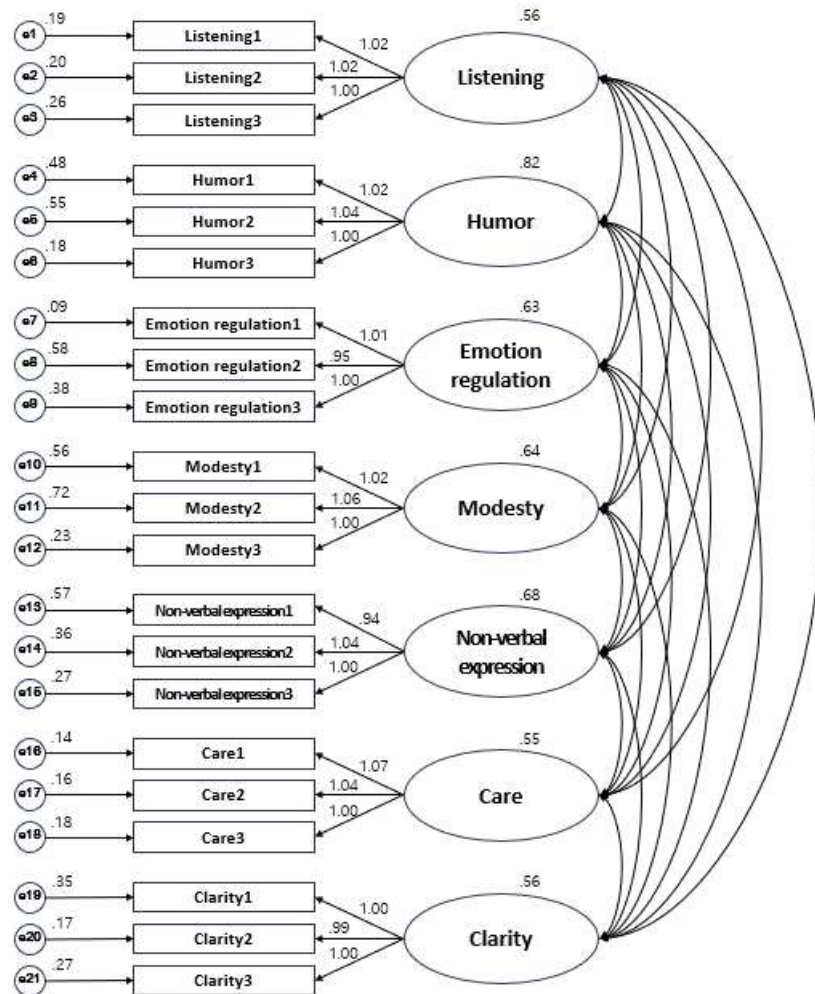 .19
e1
Listening1
1.02
.56
Listening
.20
e2
Listening2
1.02
.26
e3
Listening3
1.00
.48
e4
Humor1
1.02
.82
Humor
.55
e5
Humor2
1.04
.18
e6
Humor3
1.00
.09
e7
Emotion regulation1
1.01
.63
Emotion
regulation
.58
e8
Emotion regulation2
.95
.38
e9
Emotion regulation3
1.00
.56
e10
Modesty1
1.02
.64
Modesty
.72
e11
Modesty2
1.06
.23
e12
Modesty3
1.00
.57
e13
Non-verbal expression1
.94
.68
Non-verbal
expression
.36
e14
Non-verbal expression2
1.04
.27
e15
Non-verbal expression3
1.00
.14
e16
Care1
1.07
.55
Care
.16
e17
Care2
1.04
.18
e18
Care3
1.00
.35
e19
Clarity1
1.00
.56
Clarity
.17
e20
Clarity2
.99
.27
e21
Clarity3
1.00